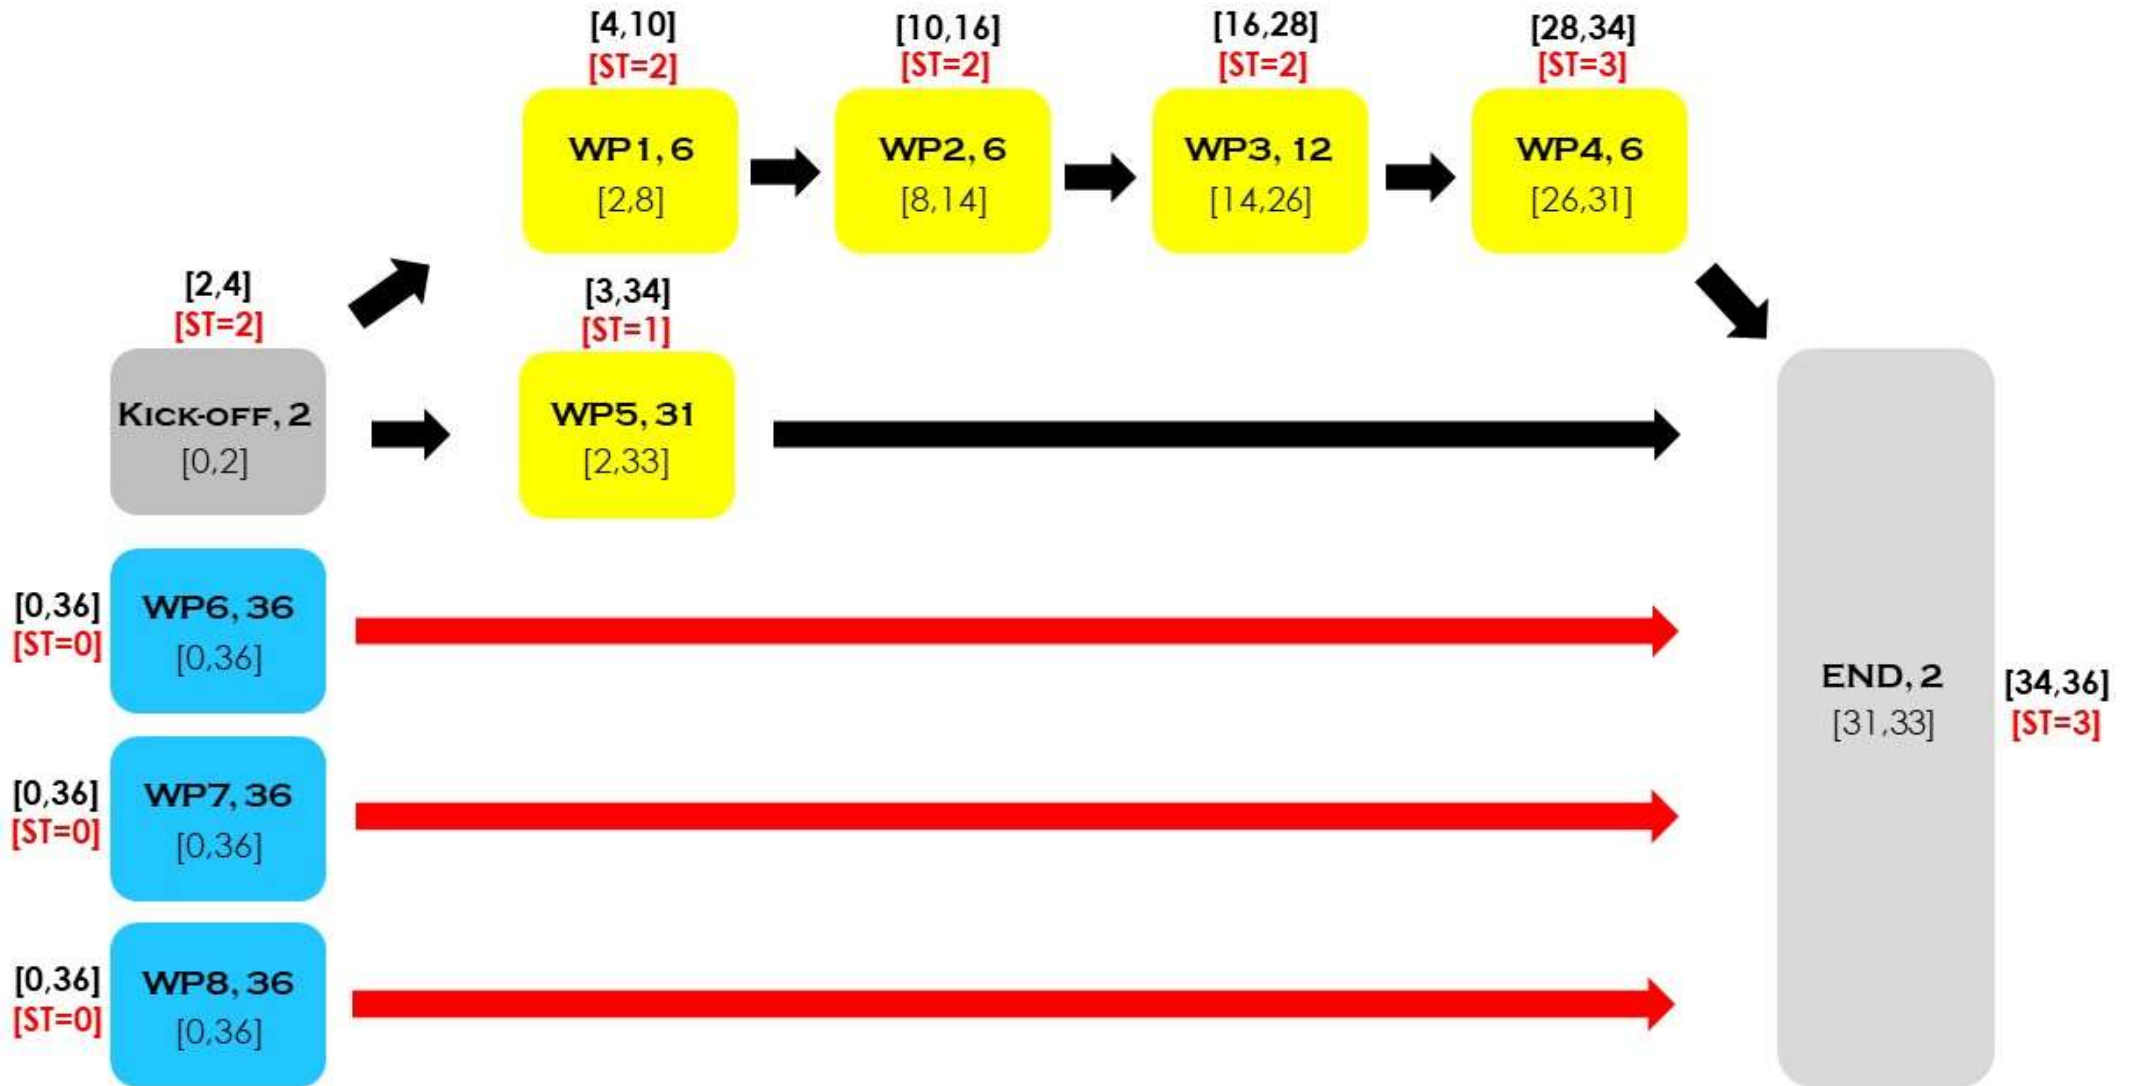 [4,10]
[ST=2]
WP1, 6
[2,8]
[10,16]
[ST=2]
WP2, 6
[8,14]
[16,28]
[ST=2]
WP3, 12
[14,26]
[28,34]
[ST=3]
WP4, 6
[26,31]
[2,4]
[ST=2]
KICK-OFF, 2
[0,2]
[3,34]
[ST=1]
WP5, 31
[2,33]
[0,36]
[ST=0]
WP6, 36
[0,36]
[0,36]
[ST=0]
WP7, 36
[0,36]
[0,36]
[ST=0]
WP8, 36
[0,36]
END, 2
[31,33]
[34,36]
[ST=3]